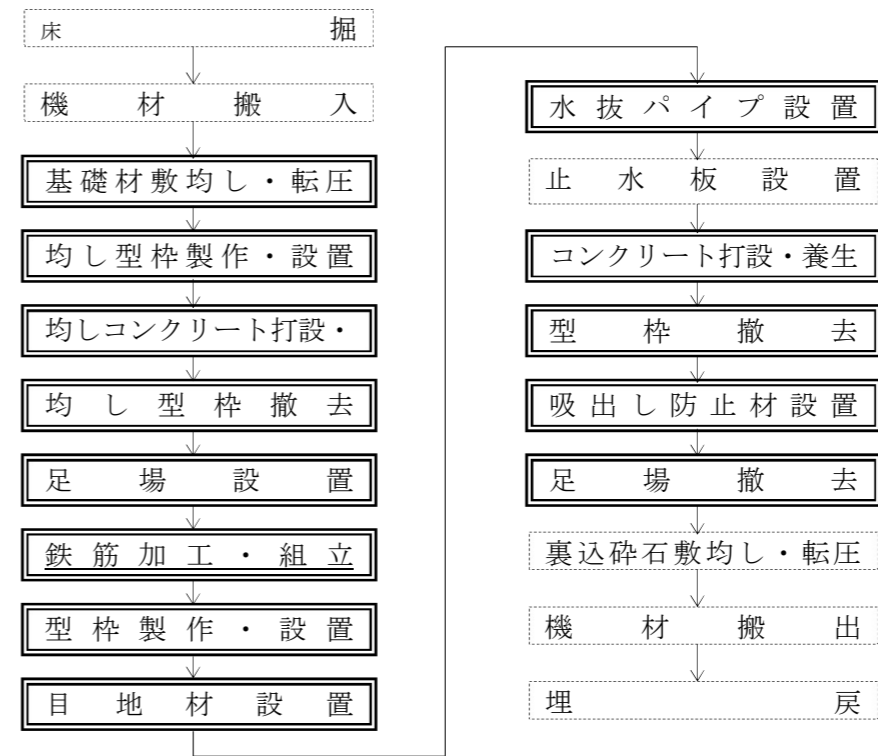 床掘
機材搬入
基礎材敷均し・転圧
均し型枠製作・設置
均しコンクリート打設・
均し型枠撤去
足場設置
鉄筋加工・組立
型枠製作・設置
目地材設置
水抜パイプ設置
止水板設置
コンクリート打設・養生
型枠撤去
吸出し防止材設置
足場撤去
裏込砕石敷均し・転圧
機材搬出
埋戻